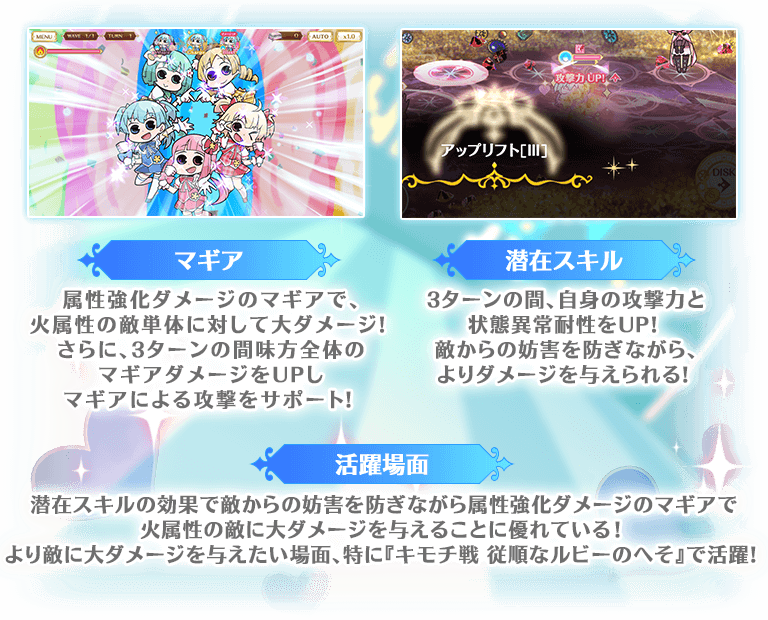 MENU
WAVE 1/1
TURN 1
0
AUTO
x1.0
攻撃力 UP!
アップリフト[Ⅲ]
DISK
マギア
属性強化ダメージのマギアで、
火属性の敵単体に対して大ダメージ!
さらに、3ターンの間味方全体の
マギアダメージをUPし
マギアによる攻撃をサポート!
潜在スキル
3ターンの間、自身の攻撃力と
状態異常耐性をUP!
敵からの妨害を防ぎながら、
よりダメージを与えられる!
活躍場面
潜在スキルの効果で敵からの妨害を防ぎながら属性強化ダメージのマギアで
火属性の敵に大ダメージを与えることに優れている!
より敵に大ダメージを与えたい場面、特に『キモチ戦 従順なルビーのへそ』で活躍!